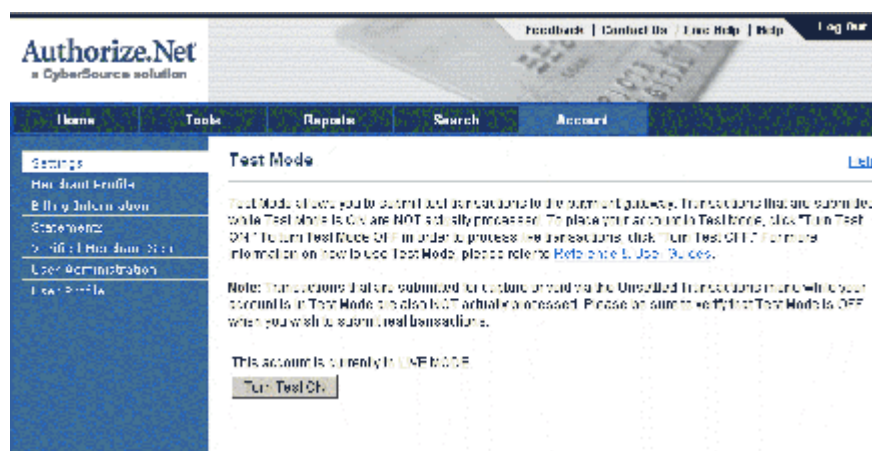 Feedback | Contact Us | Live Help | Help
Log Out
Authorize.Net
a CyberSource solution
Home Tools Reports Search Account
Settings
Merchant Profile
Billing Information
Statements
Verified Merchant Seal
User Administration
User Profile
Test Mode
Help
Test Mode allows you to submit test transactions to the payment gateway. Transactions that are submitted
while Test Mode is ON are NOT actually processed. To place your account in Test Mode, click "Turn Test
ON." To turn Test Mode OFF in order to process live transactions, click "Turn Test OFF." For more
information on how to use Test Mode, please refer to Reference & User Guides.
Note: Transactions that are submitted for capture or void via the Unsettled Transactions menu while your
account is in Test Mode are also NOT actually processed. Please be sure to verify that Test Mode is OFF
when you wish to submit real transactions.
This account is currently in LIVE MODE
Turn Test ON